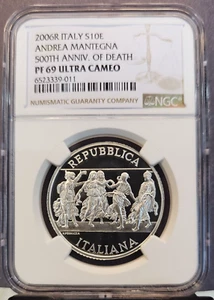 2006R ITALY S10E
ANDREA MANTEGNA
500TH ANNIV. OF DEATH
PF 69 ULTRA CAMEO
6523339-011
NUMISMATIC GUARANTY COMPANY
NGC
REPUBBLICA
ITALIANA